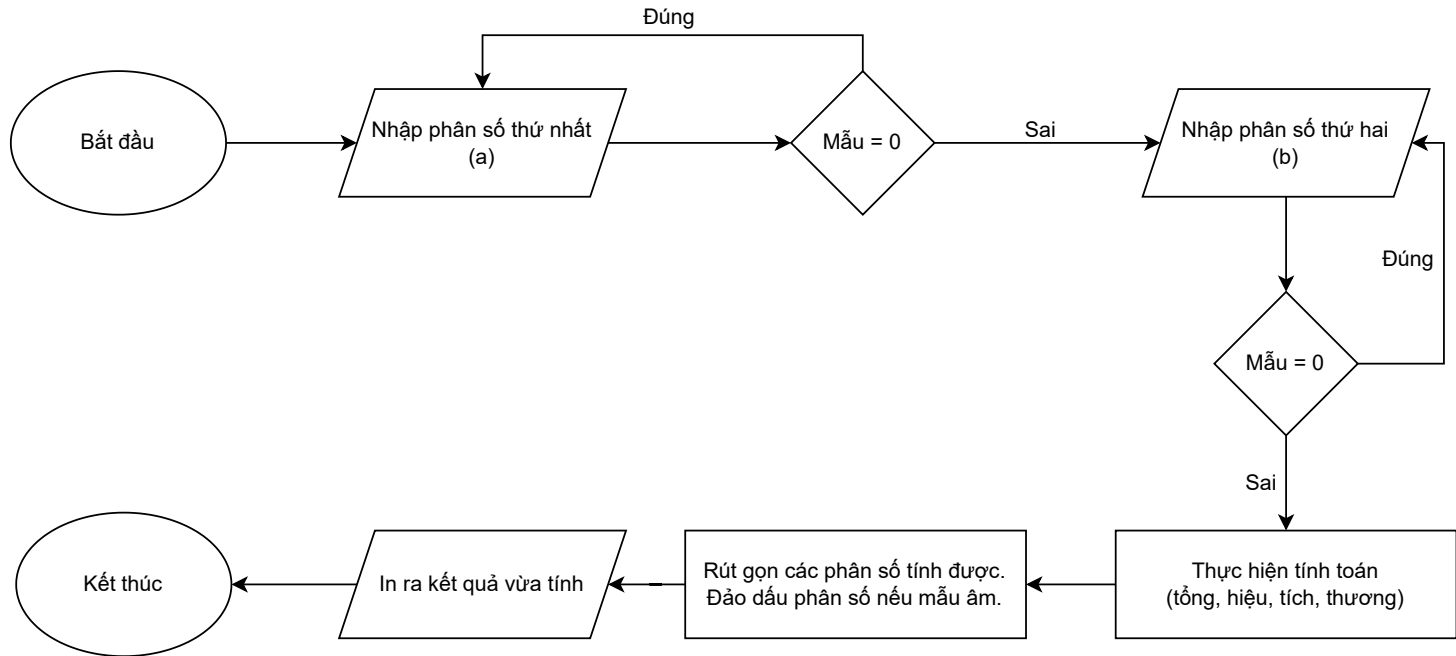 Đúng
Bắt đầu
Nhập phân số thứ nhất
(a)
Mẫu = 0
Sai
Nhập phân số thứ hai
(b)
Đúng
Mẫu = 0
Sai
Thực hiện tính toán
(tổng, hiệu, tích, thương)
Rút gọn các phân số tính được.
Đảo dấu phân số nếu mẫu âm.
In ra kết quả vừa tính
Kết thúc